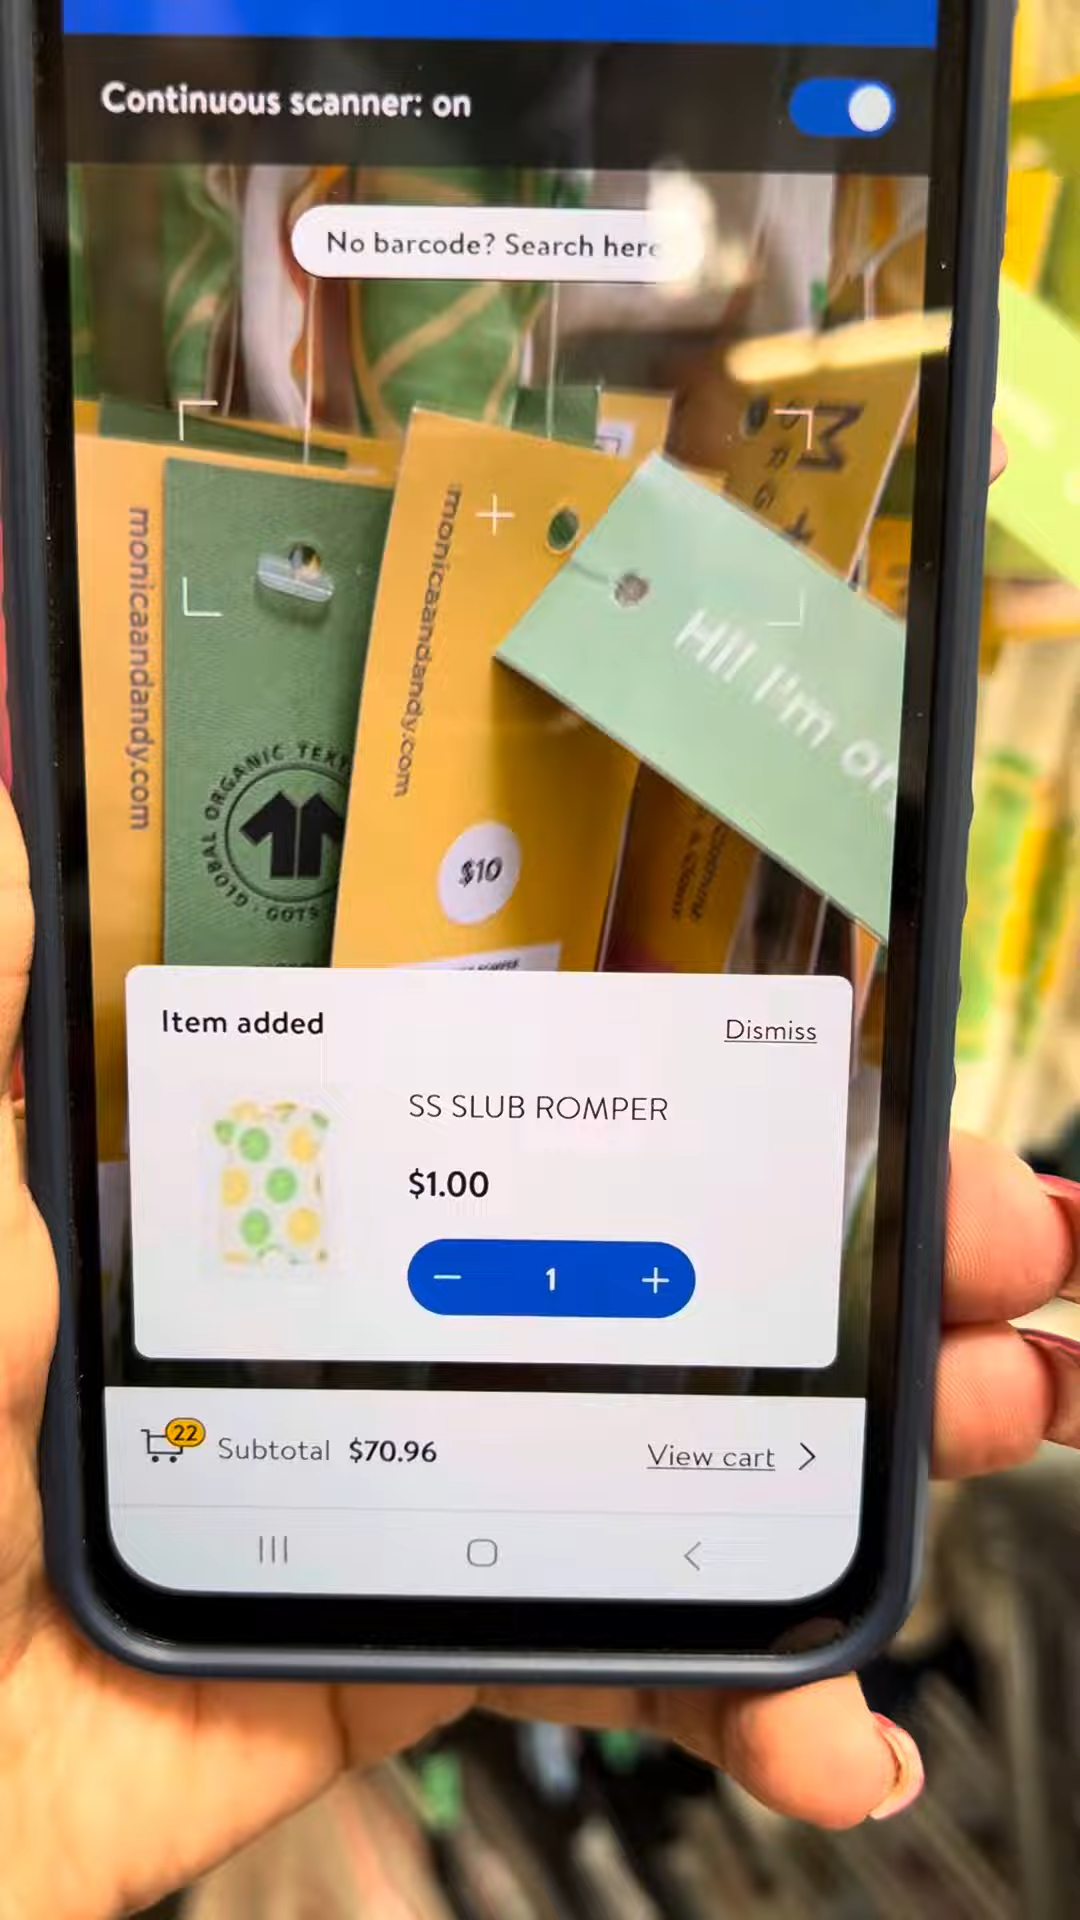 Continuous scanner: on
No barcode? Search here
monicaandandy.com
monicaandandy.com
GLOBAL ORGANIC
GOTS
$10
HI! I'm
ROMPER
Item added
Dismiss
SS SLUB ROMPER
$1.00
1
22
Subtotal $70.96
View cart